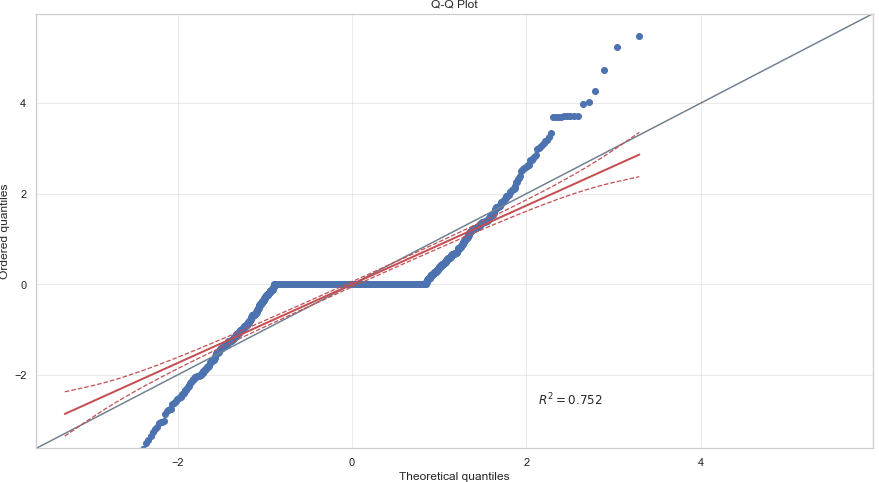 Q-Q Plot
Ordered quantiles
4
2
0
−2
R² = 0.752
−2 0 2 4
Theoretical quantiles